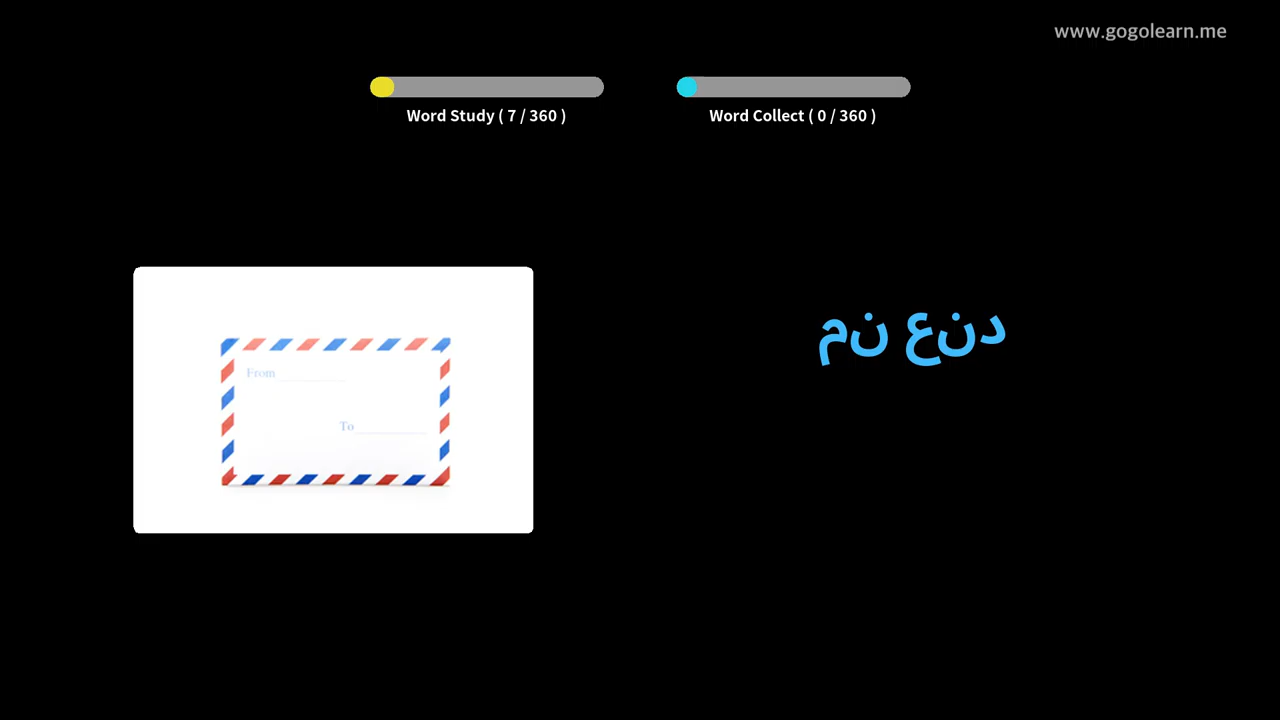 www.gogolearn.me
Word Study ( 7 / 360 )
Word Collect ( 0 / 360 )
From
To
من عند